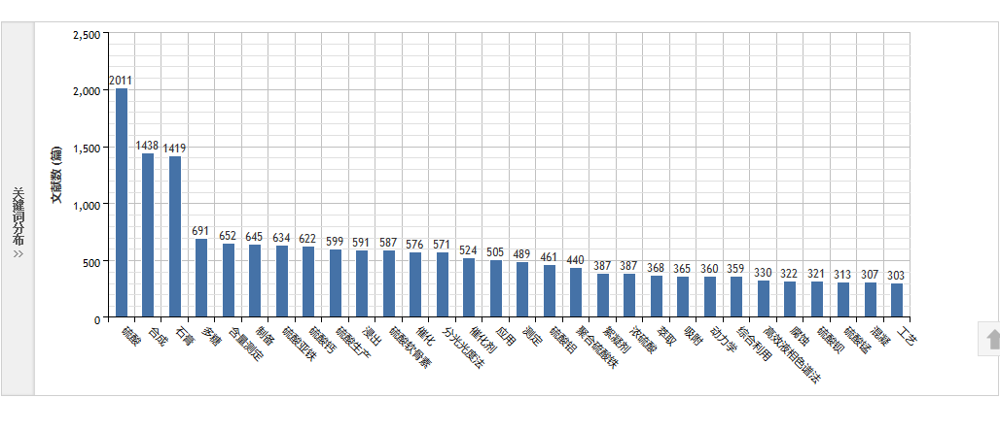 关键词分布
>>
文献数 (篇)
2,500
2,000
1,500
1,000
500
0
2011
1438
1419
691
652
645
634
622
599
591
587
576
571
524
505
489
461
440
387
387
368
365
360
359
330
322
321
313
307
303
硫酸
合成
石膏
多糖
含量测定
制备
硫酸亚铁
硫酸钙
硫酸生产
浸出
硫酸软骨素
催化
分光光度法
催化剂
应用
测定
硫酸铝
聚合硫酸铁
絮凝剂
浓硫酸
萃取
吸附
动力学
综合利用
高效液相色谱法
腐蚀
硫酸钡
硫酸锰
混凝
工艺